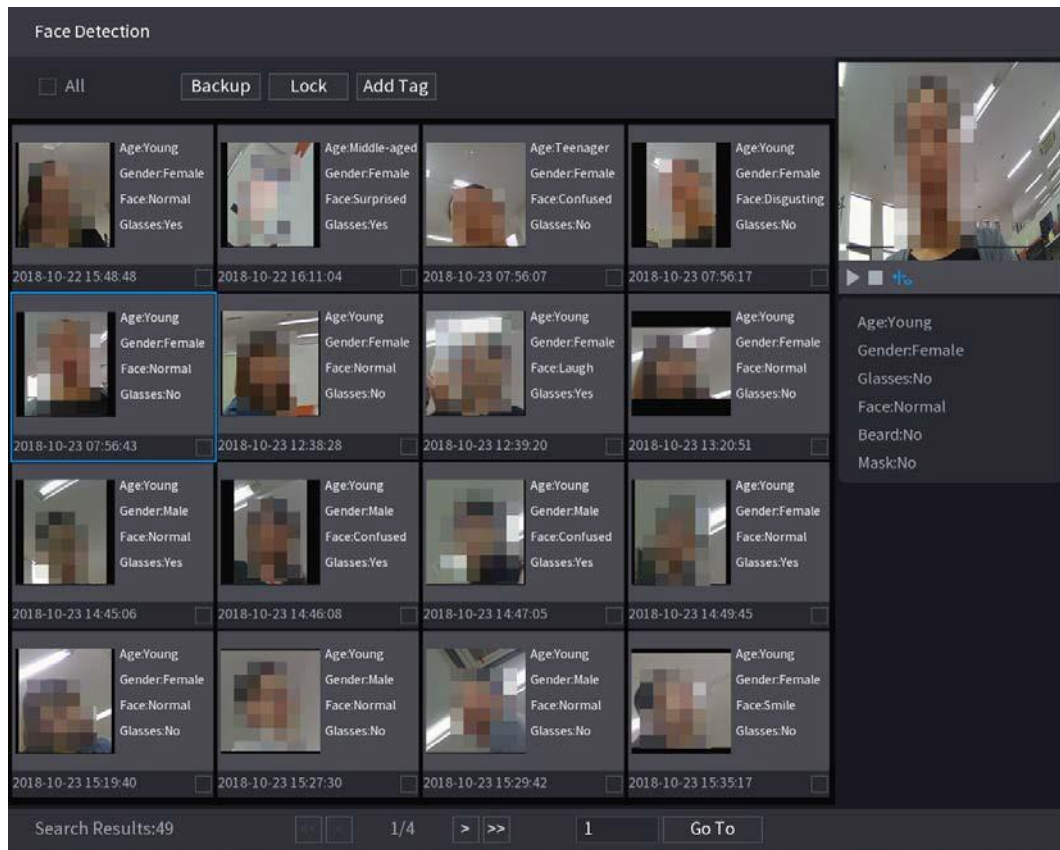 Face Detection
All Backup Lock Add Tag
Age:Young
Gender:Female
Face:Normal
Glasses:Yes
2018-10-22 15:48:48
Age:Middle-aged
Gender:Female
Face:Surprised
Glasses:Yes
2018-10-22 16:11:04
Age:Teenager
Gender:Female
Face:Confused
Glasses:No
2018-10-23 07:56:07
Age:Young
Gender:Female
Face:Disgusting
Glasses:No
2018-10-23 07:56:17
Age:Young
Gender:Female
Face:Normal
Glasses:No
2018-10-23 07:56:43
Age:Young
Gender:Female
Face:Normal
Glasses:No
2018-10-23 12:38:28
Age:Young
Gender:Female
Face:Laugh
Glasses:Yes
2018-10-23 12:39:20
Age:Young
Gender:Female
Face:Normal
Glasses:No
2018-10-23 13:20:51
Age:Young
Gender:Male
Face:Normal
Glasses:Yes
2018-10-23 14:45:06
Age:Young
Gender:Male
Face:Confused
Glasses:Yes
2018-10-23 14:46:08
Age:Young
Gender:Male
Face:Confused
Glasses:Yes
2018-10-23 14:47:05
Age:Young
Gender:Female
Face:Normal
Glasses:Yes
2018-10-23 14:49:45
Age:Young
Gender:Female
Face:Normal
Glasses:No
2018-10-23 15:19:40
Age:Young
Gender:Male
Face:Normal
Glasses:No
2018-10-23 15:27:30
Age:Young
Gender:Male
Face:Normal
Glasses:No
2018-10-23 15:29:42
Age:Young
Gender:Female
Face:Smile
Glasses:No
2018-10-23 15:35:17
Age:Young
Gender:Female
Glasses:No
Face:Normal
Beard:No
Mask:No
Search Results:49 << < 1/4 > >> 1 Go To